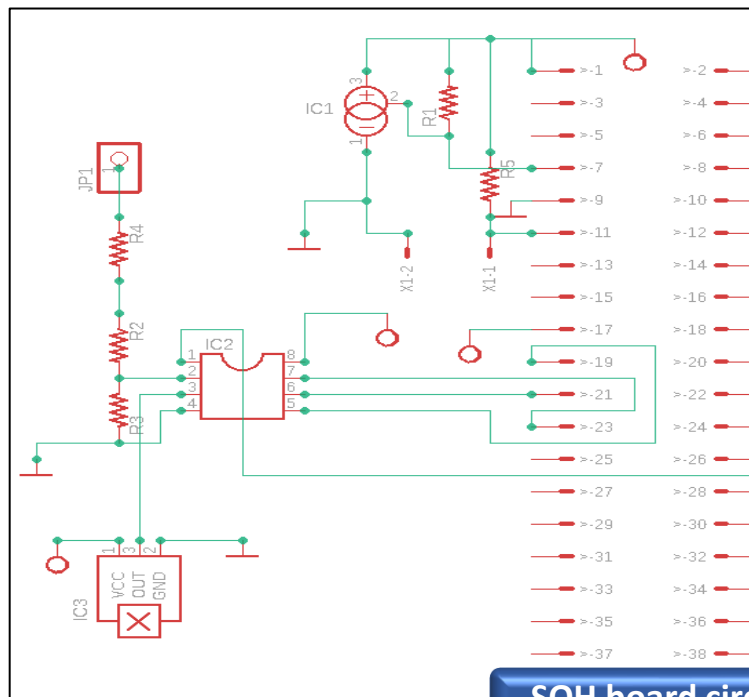 IC1
3
2
1
R1
R5
>-1 >-2
>-3 >-4
>-5 >-6
>-7 >-8
>-9 >-10
>-11 >-12
>-13 >-14
>-15 >-16
>-17 >-18
>-19 >-20
>-21 >-22
>-23 >-24
>-25 >-26
>-27 >-28
>-29 >-30
>-31 >-32
>-33 >-34
>-35 >-36
>-37 >-38
X1-2
X1-1
JP1
1
R4
R2
R3
IC2
1 8
2 7
3 6
4 5
1 3 2
VCC OUT GND
IC3
SOH board cir